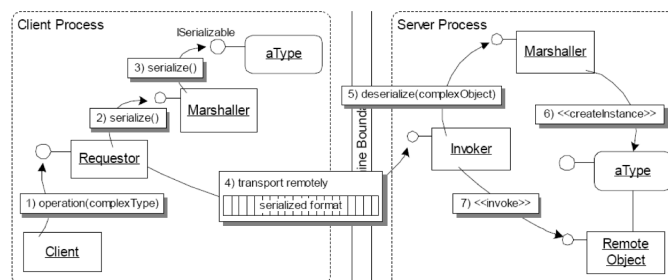 Client Process
ISerializable
aType
3) serialize()
Marshaller
2) serialize()
Requestor
1) operation(complexType)
Client
4) transport remotely
serialized format
Server Process
Marshaller
5) deserialize(complexObject)
6) <<createInstance>>
Invoker
aType
7) <<invoke>>
Remote
Object